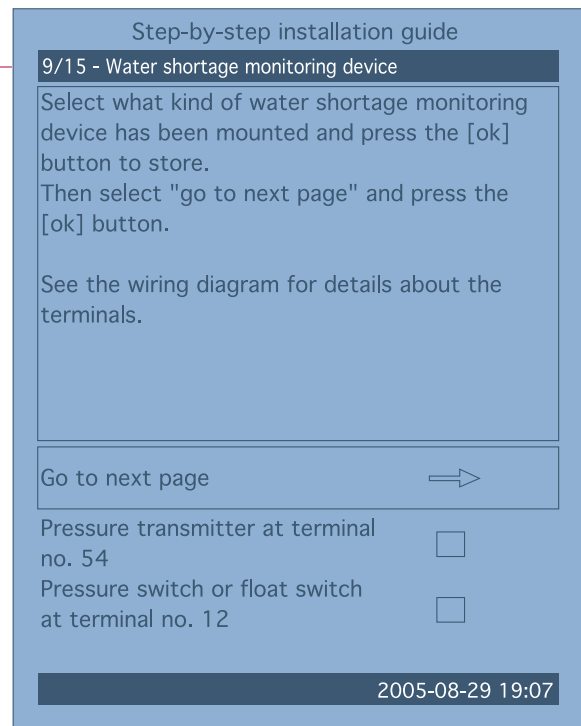 Step-by-step installation guide
9/15 - Water shortage monitoring device
Select what kind of water shortage monitoring
device has been mounted and press the [ok]
button to store.
Then select "go to next page" and press the
[ok] button.
See the wiring diagram for details about the
terminals.
Go to next page
Pressure transmitter at terminal
no. 54
Pressure switch or float switch
at terminal no. 12
2005-08-29 19:07